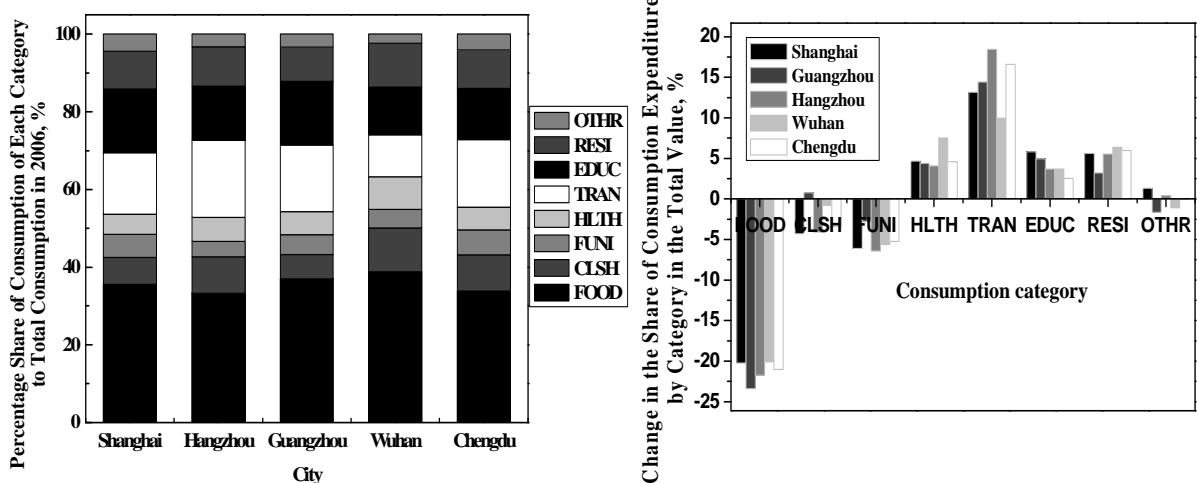 Percentage Share of Consumption of Each Category
to Total Consumption in 2006, %
100
80
60
40
20
0
Shanghai
Hangzhou
Guangzhou
Wuhan
Chengdu
City
OTHR
RESI
EDUC
TRAN
HLTH
FUNI
CLSH
FOOD
Change in the Share of Consumption Expenditure
by Category in the Total Value, %
20
15
10
5
0
-5
-10
-15
-20
-25
Shanghai
Guangzhou
Hangzhou
Wuhan
Chengdu
FOOD
CLSH
FUNI
HLTH
TRAN
EDUC
RESI
OTHR
Consumption category